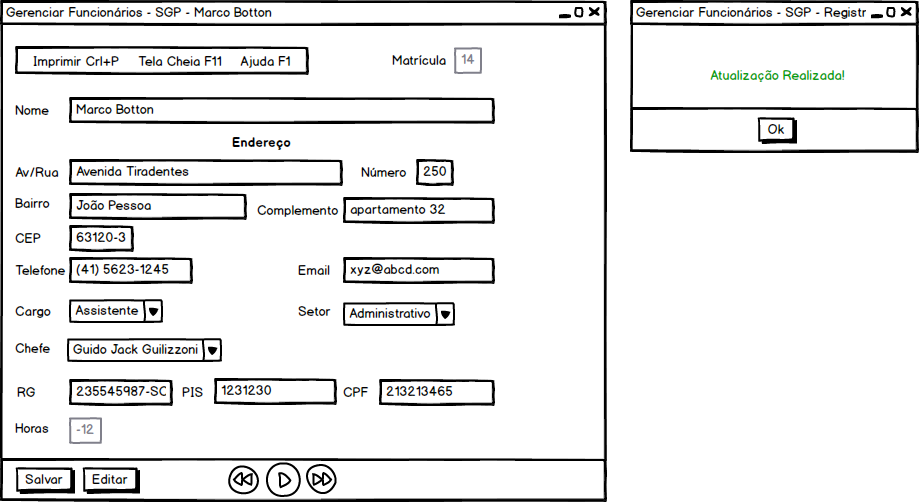 Gerenciar Funcionários - SGP - Marco Botton
Imprimir Crl+P Tela Cheia F11 Ajuda F1
Matrícula 14
Nome Marco Botton
Endereço
Av/Rua Avenida Tiradentes Número 250
Bairro João Pessoa Complemento apartamento 32
CEP 63120-3
Telefone (41) 5623-1245 Email xyz@abcd.com
Cargo Assistente Setor Administrativo
Chefe Guido Jack Guilizzoni
RG 235545987-SC PIS 1231230 CPF 213213465
Horas -12
Salvar Editar
Gerenciar Funcionários - SGP - Registr
Atualização Realizada!
Ok